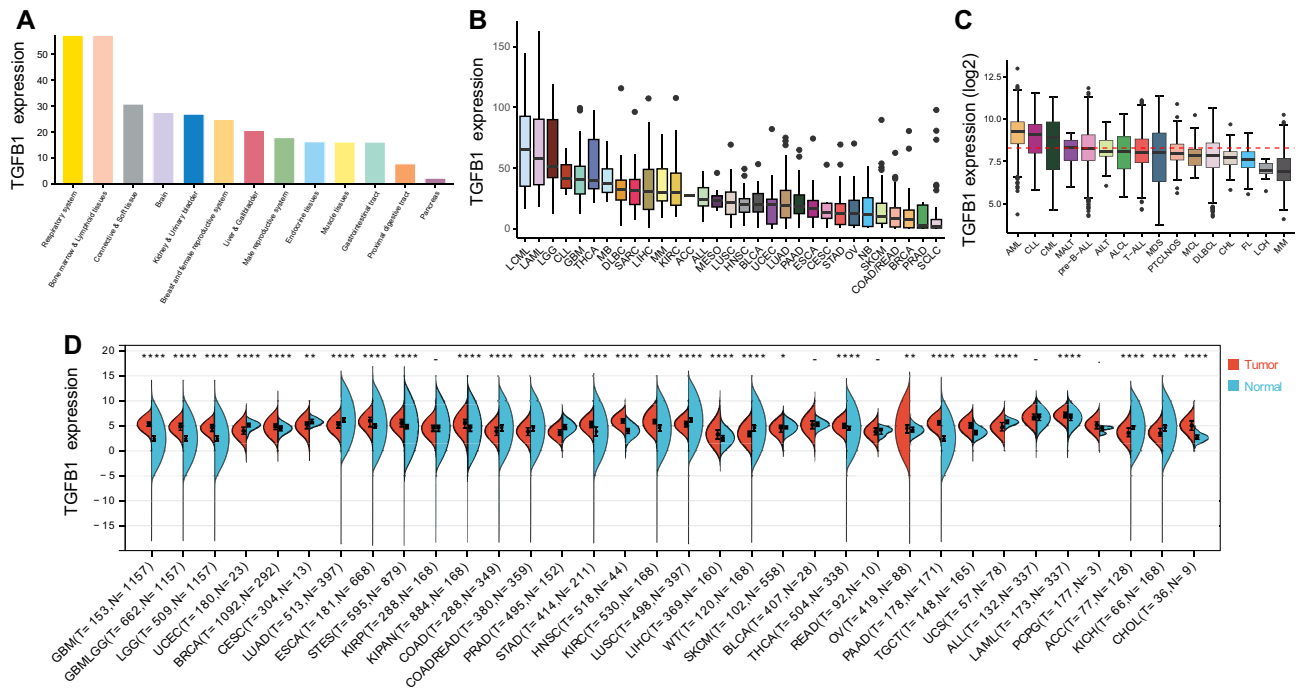 A
TGFB1 expression
50
40
30
20
10
0
Respiratory system
Bone marrow & Lymphoid tissues
Connective & Soft tissue
Brain
Kidney & Urinary bladder
Breast and female reproductive system
Liver & Gallbladder
Male reproductive system
Endocrine tissues
Muscle tissues
Gastrointestinal tract
Proximal digestive tract
Pancreas
B
TGFB1 expression
150
100
50
0
LCML
LAML
LGG
CLL
GBM
THCA
MB
DLBC
SARC
LIHC
MM
KIRC
ACC
ALL
MESO
LUSC
HNSC
BLCA
UCEC
LUAD
PAAD
ESCA
CESC
STAD
OV
NB
SKCM
COAD/READ
BRCA
PRAD
SCLC
C
TGFB1 expression (log2)
12.5
10.0
7.5
5.0
AML
CLL
CML
MALT
pre-B-ALL
AILT
ALCL
T-ALL
MDS
PTCLNOS
MCL
DLBCL
CHL
FL
LCH
MM
D
TGFB1 expression
20
15
10
5
0
-5
-10
-15
**** **** **** **** **** ** **** **** **** - **** **** **** **** **** **** **** **** **** **** * - **** - ** **** **** **** - **** . **** **** ****
Tumor
Normal
GBM(T= 153,N= 1157)
GBMLGG(T= 662,N= 1157)
LGG(T= 509,N= 1157)
UCEC(T= 180,N= 23)
BRCA(T= 1092,N= 292)
CESC(T= 304,N= 13)
LUAD(T= 513,N= 397)
ESCA(T= 181,N= 668)
STES(T= 595,N= 879)
KIRP(T= 288,N= 168)
KIPAN(T= 884,N= 168)
COAD(T= 288,N= 349)
COADREAD(T= 380,N= 359)
PRAD(T= 495,N= 152)
STAD(T= 414,N= 211)
HNSC(T= 518,N= 44)
KIRC(T= 530,N= 168)
LUSC(T= 498,N= 397)
LIHC(T= 369,N= 160)
WT(T= 120,N= 168)
SKCM(T= 102,N= 558)
BLCA(T= 407,N= 28)
THCA(T= 504,N= 338)
READ(T= 92,N= 10)
OV(T= 419,N= 88)
PAAD(T= 178,N= 171)
TGCT(T= 148,N= 165)
UCS(T= 57,N= 78)
ALL(T= 132,N= 337)
LAML(T= 173,N= 337)
PCPG(T= 177,N= 3)
ACC(T= 77,N= 128)
KICH(T= 66,N= 168)
CHOL(T= 36,N= 9)